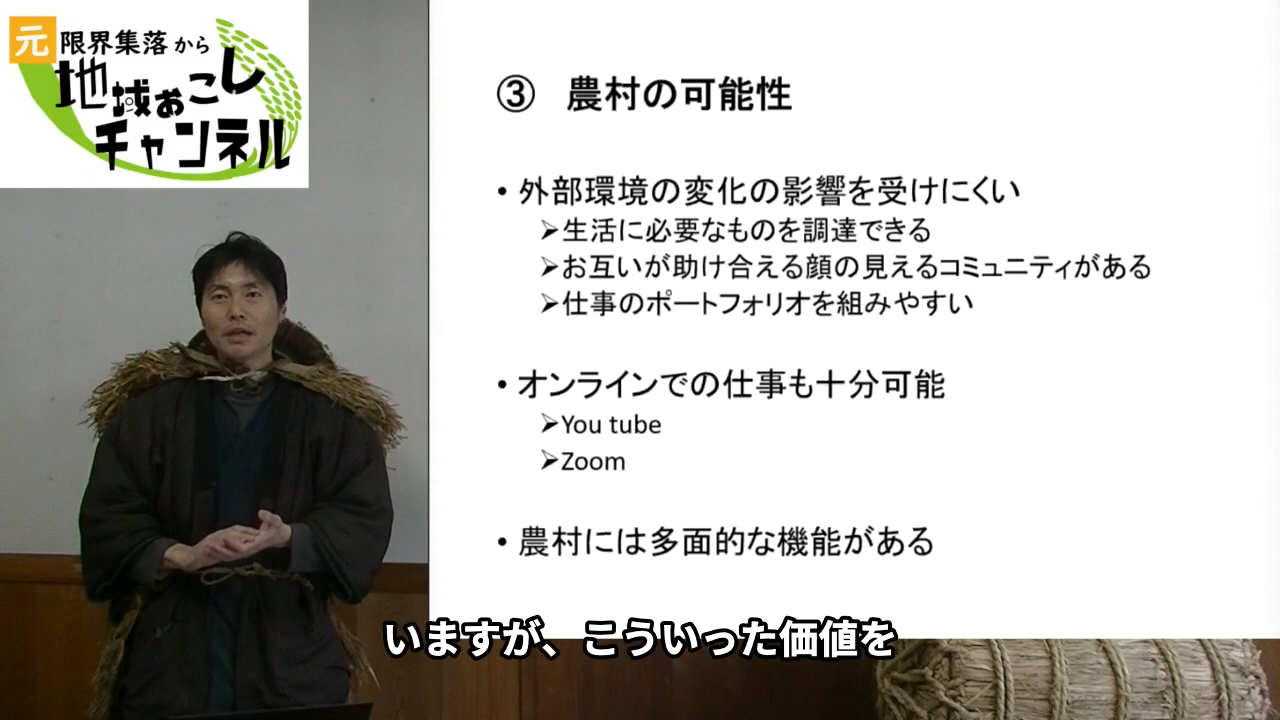 元 限界集落から
地域おこし
チャンネル
③ 農村の可能性
• 外部環境の変化の影響を受けにくい
➢生活に必要なものを調達できる
➢お互いが助け合える顔の見えるコミュニティがある
➢仕事のポートフォリオを組みやすい
• オンラインでの仕事も十分可能
➢You tube
➢Zoom
• 農村には多面的な機能がある
いますが、こういった価値を